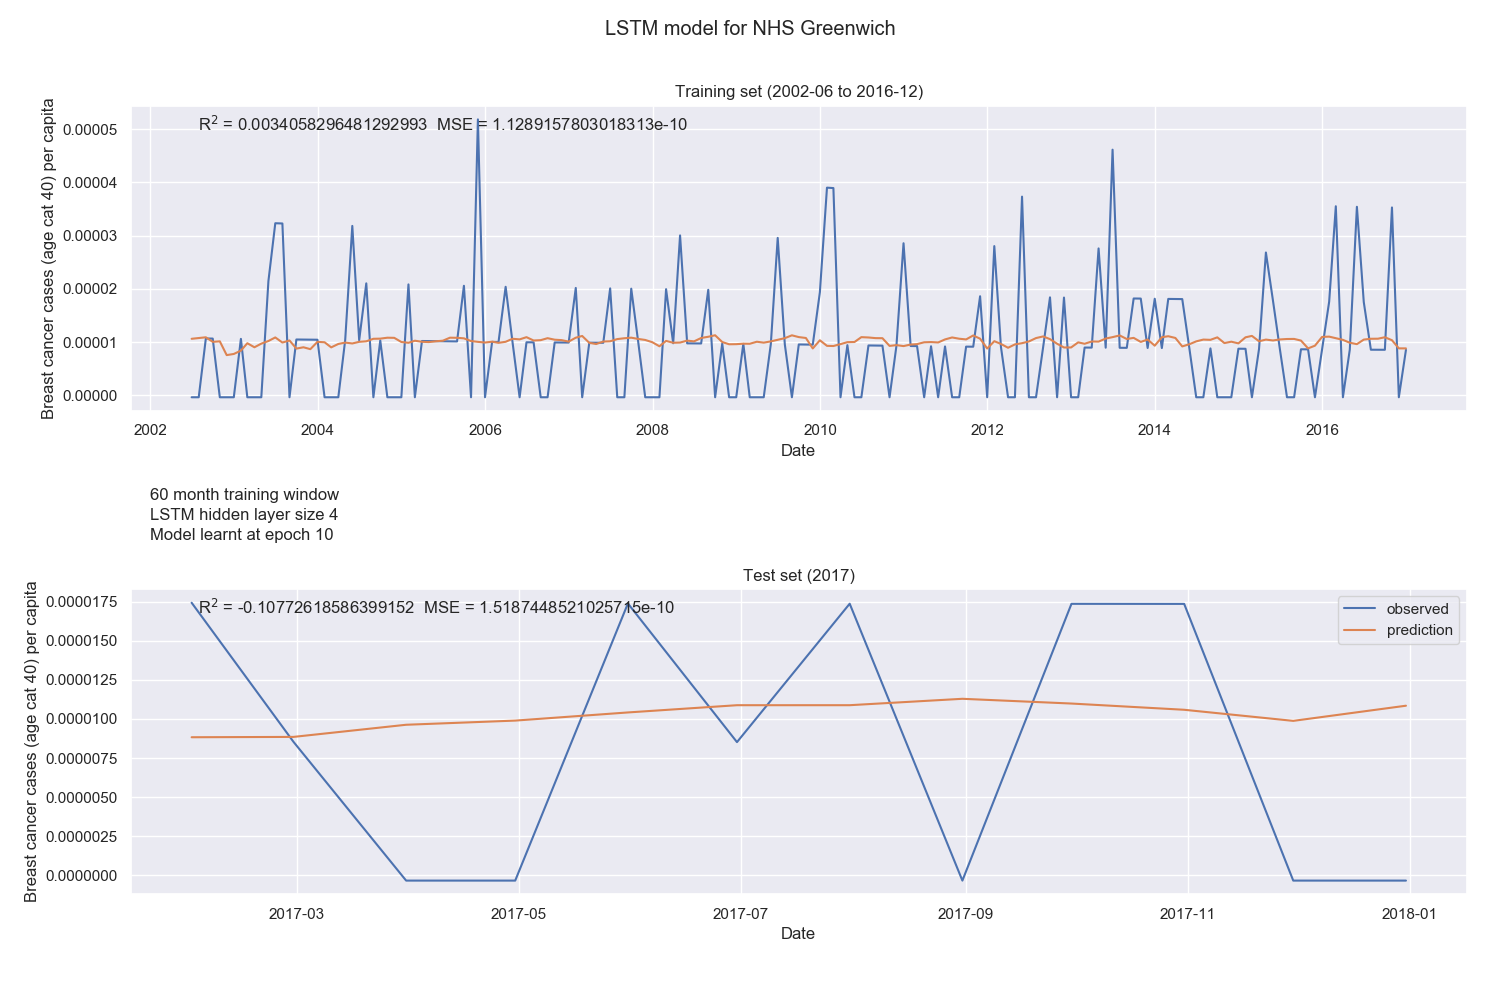 LSTM model for NHS Greenwich
Training set (2002-06 to 2016-12)
R² = 0.0034058296481292993 MSE = 1.1289157803018313e-10
Breast cancer cases (age cat 40) per capita
0.00005
0.00004
0.00003
0.00002
0.00001
0.00000
2002 2004 2006 2008 2010 2012 2014 2016
Date
60 month training window
LSTM hidden layer size 4
Model learnt at epoch 10
Test set (2017)
R² = -0.10772618586399152 MSE = 1.5187448521025715e-10
observed
prediction
Breast cancer cases (age cat 40) per capita
0.0000175
0.0000150
0.0000125
0.0000100
0.0000075
0.0000050
0.0000025
0.0000000
2017-03 2017-05 2017-07 2017-09 2017-11 2018-01
Date